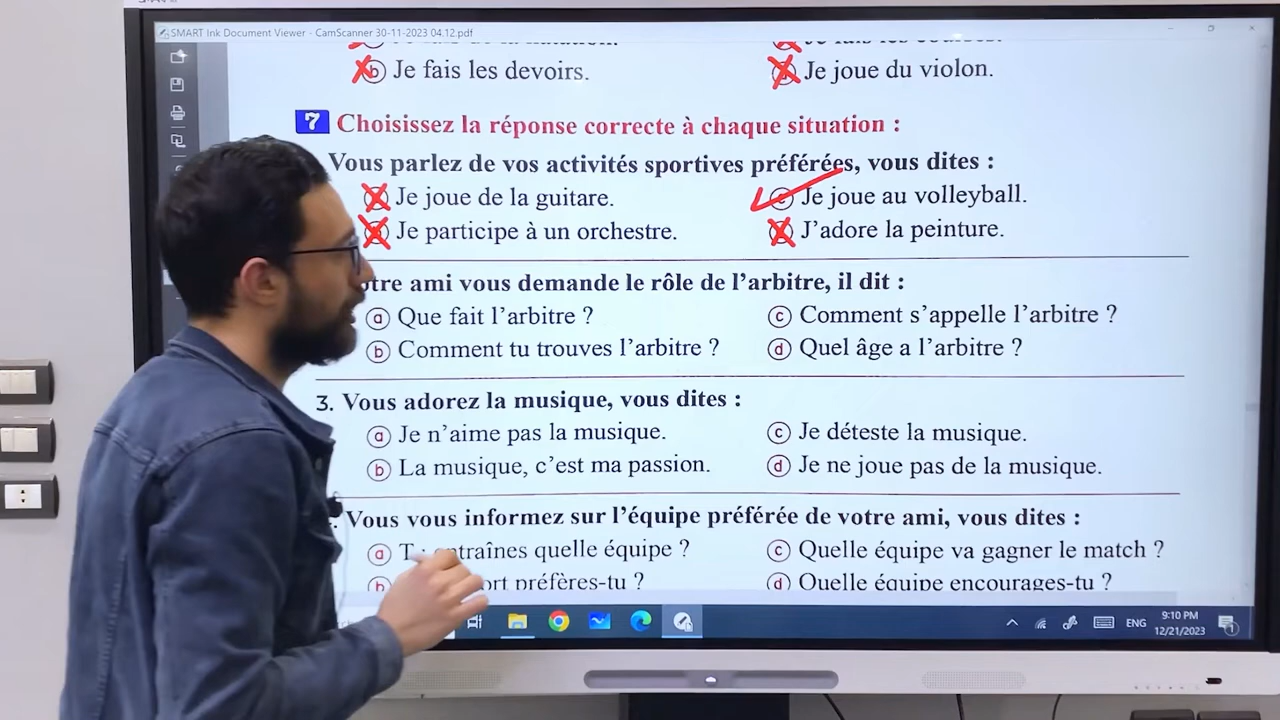 SMART Ink Document Viewer - CamScanner 30-11-2023 04.12.pdf
b Je fais les devoirs.
Je joue du violon.
7 Choisissez la réponse correcte à chaque situation :
Vous parlez de vos activités sportives préférées, vous dites :
Je joue de la guitare.
Je joue au volleyball.
Je participe à un orchestre.
J'adore la peinture.
ami vous demande le rôle de l'arbitre, il dit :
a Que fait l'arbitre ?
c Comment s'appelle l'arbitre ?
b Comment tu trouves l'arbitre ?
d Quel âge a l'arbitre ?
3. Vous adorez la musique, vous dites :
a Je n'aime pas la musique.
c Je déteste la musique.
b La musique, c'est ma passion.
d Je ne joue pas de la musique.
Vous vous informez sur l'équipe préférée de votre ami, vous dites :
a entraînes quelle équipe ?
c Quelle équipe va gagner le match ?
b préfères-tu ?
d Quelle équipe encourages-tu ?
ENG
9:10 PM
12/21/2023